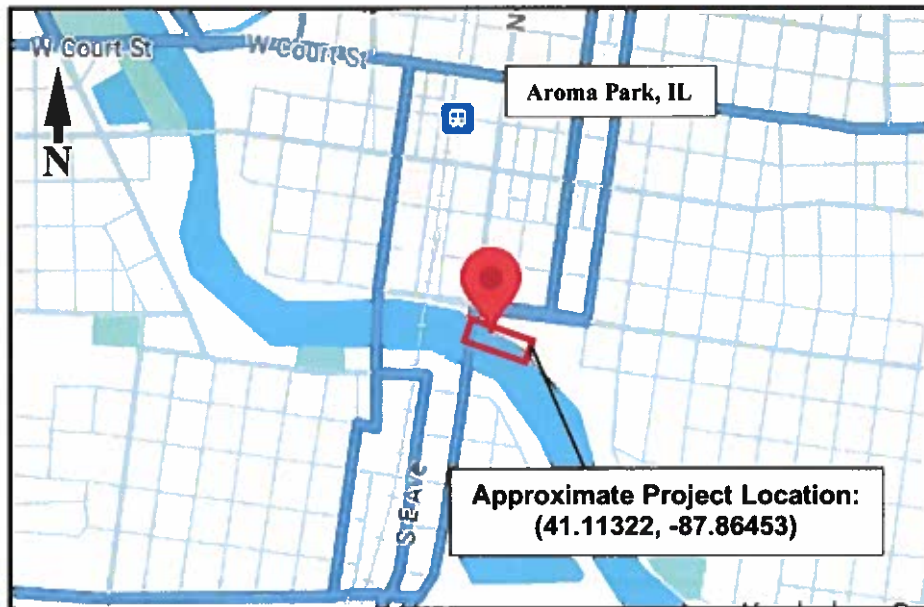 N
W Court St
W Court St
Aroma Park, IL
N
S E Ave
Approximate Project Location:
(41.11322, -87.86453)